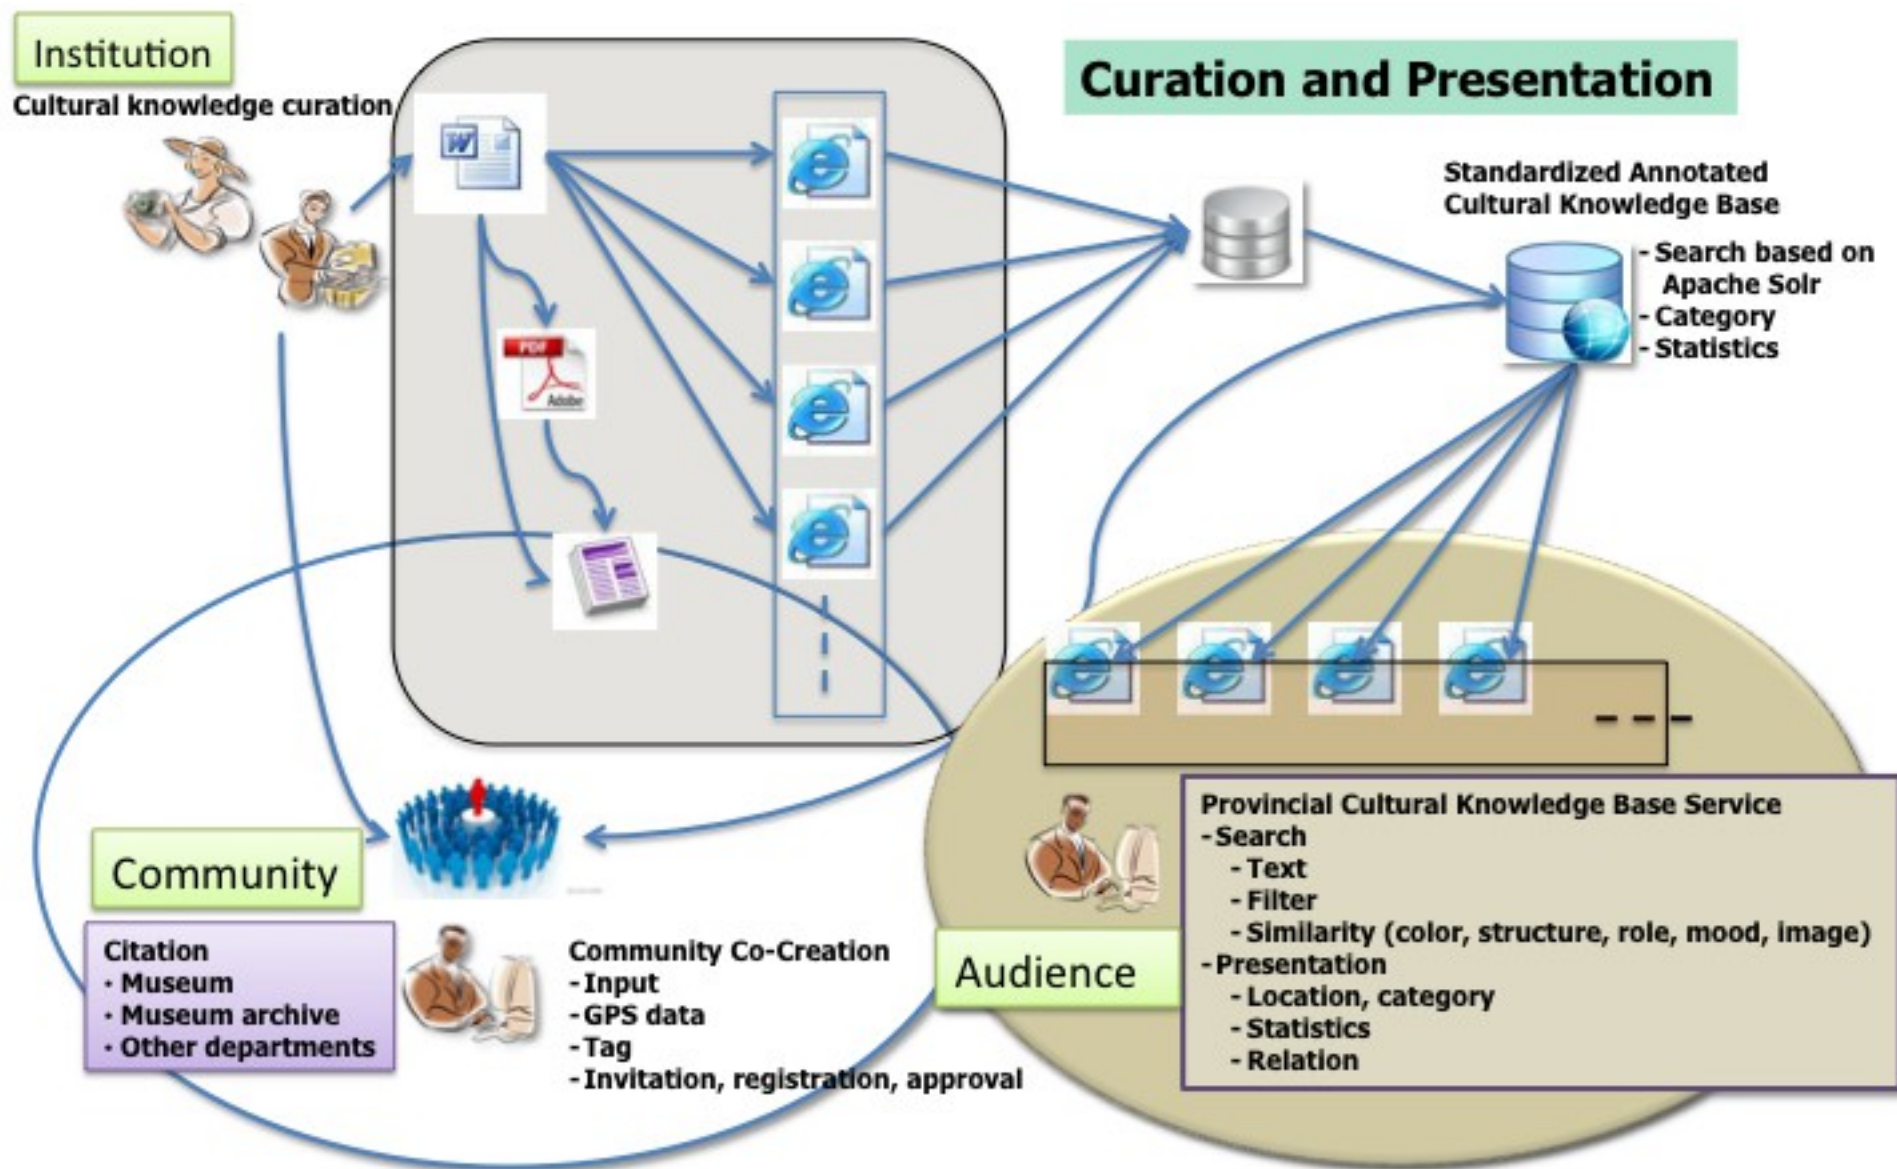 Institution
Cultural knowledge curation
Curation and Presentation
W
PDF
Adobe
Standardized Annotated
Cultural Knowledge Base
- Search based on
Apache Solr
- Category
- Statistics
Community
Citation
· Museum
· Museum archive
· Other departments
Community Co-Creation
- Input
- GPS data
- Tag
- Invitation, registration, approval
Audience
Provincial Cultural Knowledge Base Service
- Search
- Text
- Filter
- Similarity (color, structure, role, mood, image)
- Presentation
- Location, category
- Statistics
- Relation